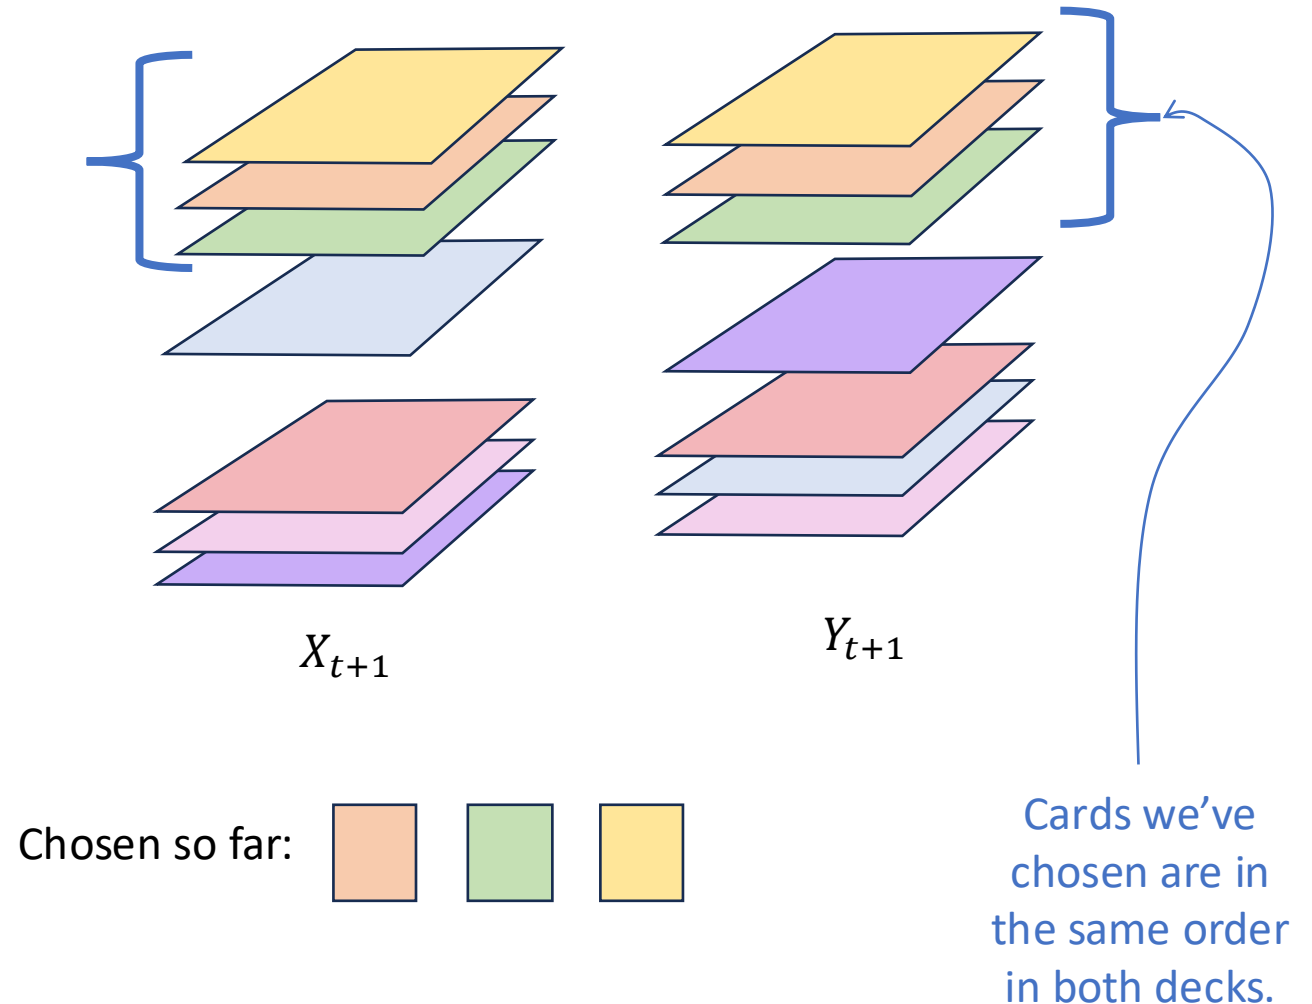 X_{t+1}
Y_{t+1}
Chosen so far:
Cards we’ve
chosen are in
the same order
in both decks.